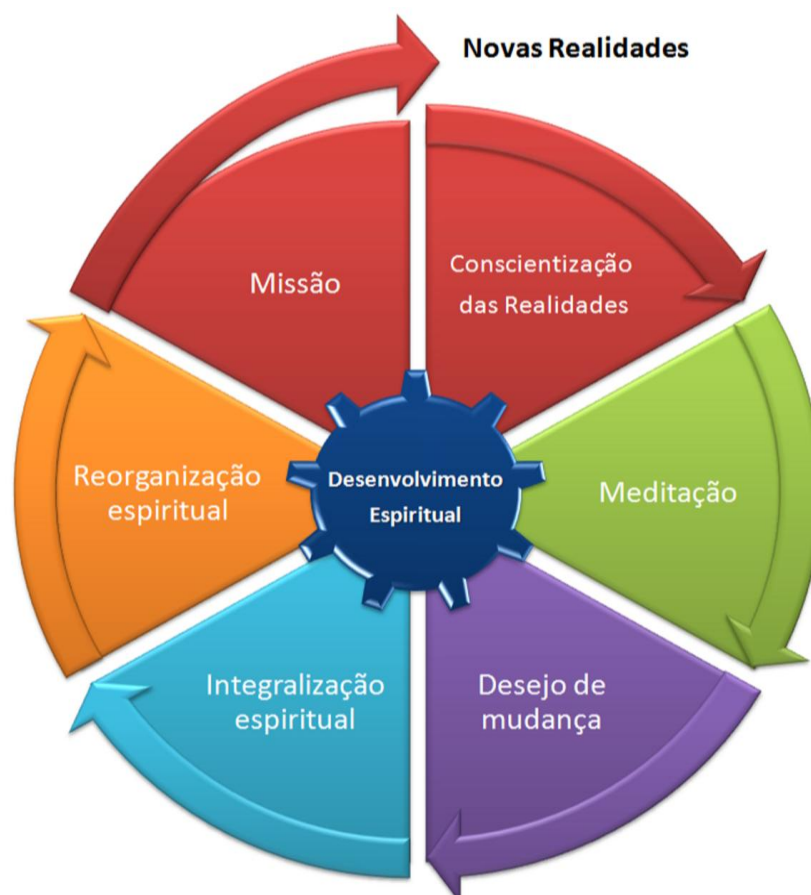 Novas Realidades
Missão
Conscientização
das Realidades
Reorganização
espiritual
Desenvolvimento
Espiritual
Meditação
Integralização
espiritual
Desejo de
mudança